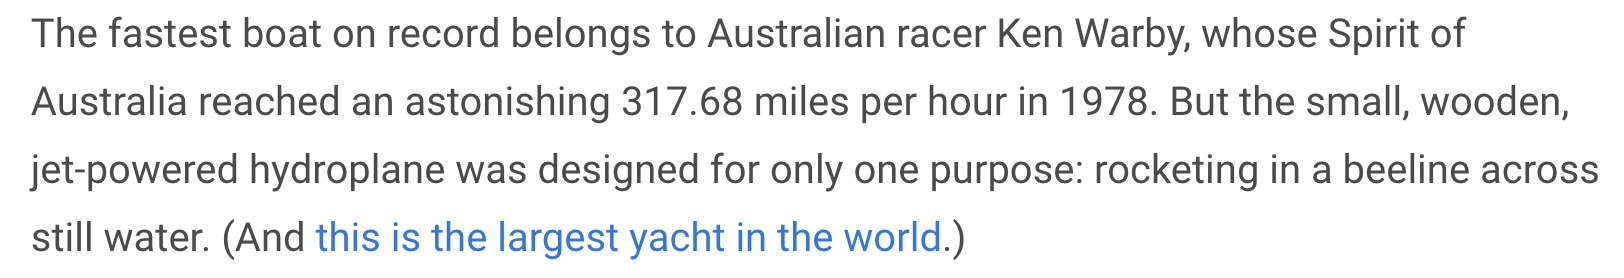 The fastest boat on record belongs to Australian racer Ken Warby, whose Spirit of
Australia reached an astonishing 317.68 miles per hour in 1978. But the small, wooden,
jet-powered hydroplane was designed for only one purpose: rocketing in a beeline across
still water. (And this is the largest yacht in the world.)